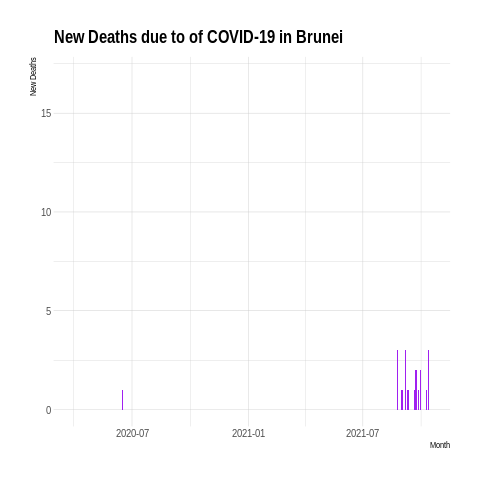 New Deaths due to of COVID-19 in Brunei
New Deaths
15
10
5
0
2020-07
2021-01
2021-07
Month